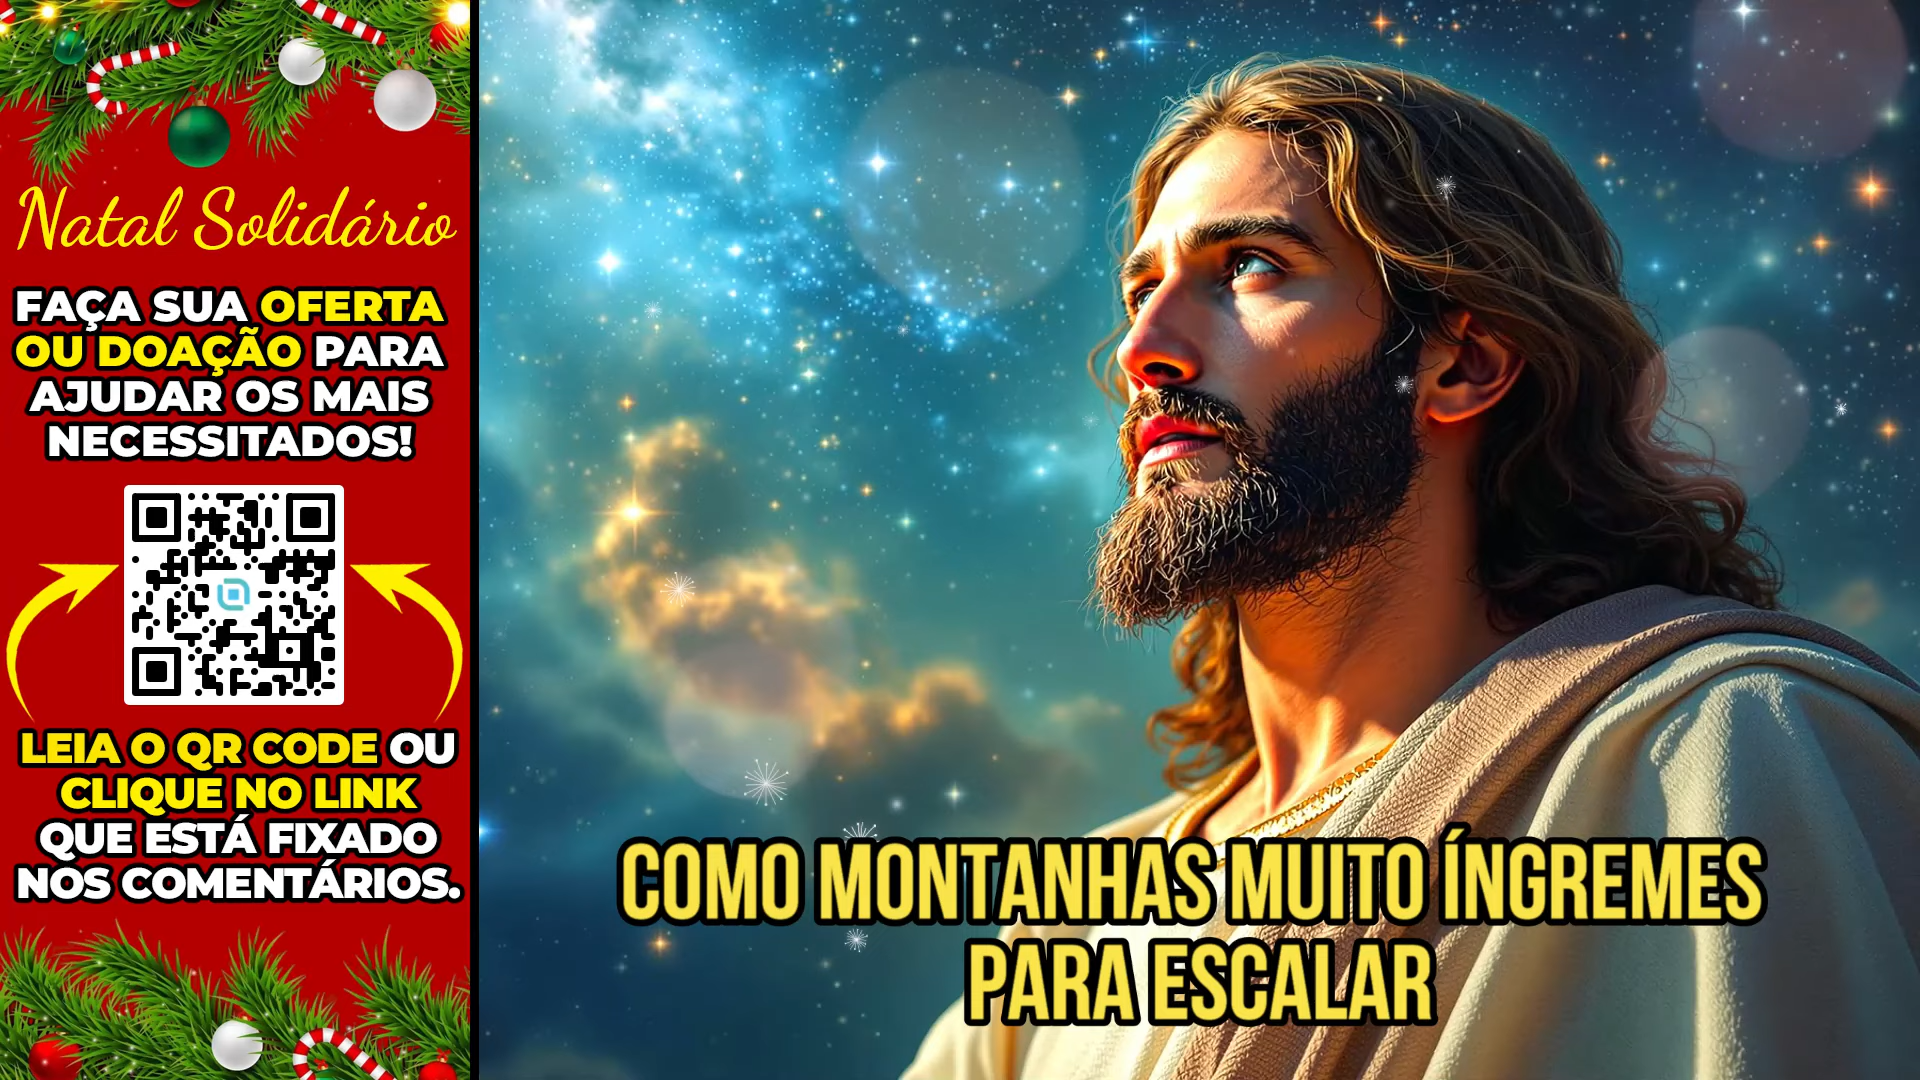 Natal Solidário
FAÇA SUA OFERTA
OU DOAÇÃO PARA
AJUDAR OS MAIS
NECESSITADOS!
LEIA O QR CODE OU
CLIQUE NO LINK
QUE ESTÁ FIXADO
NOS COMENTÁRIOS.
COMO MONTANHAS MUITO ÍNGREMES
PARA ESCALAR